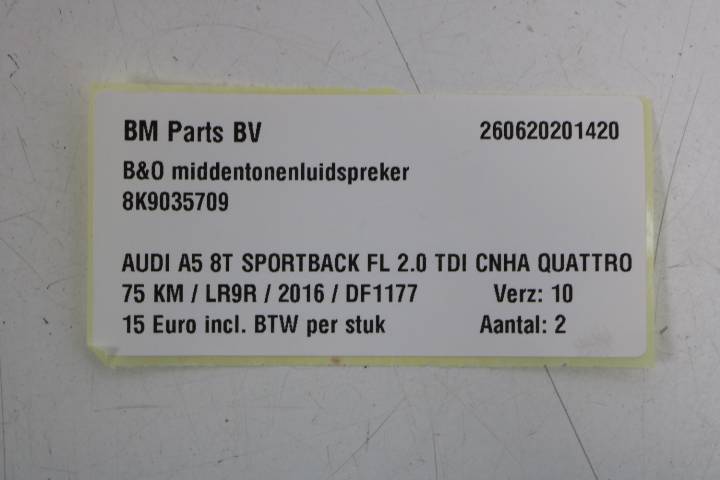 BM Parts BV 260620201420
B&O middentonenluidspreker
8K9035709
AUDI A5 8T SPORTBACK FL 2.0 TDI CNHA QUATTRO
75 KM / LR9R / 2016 / DF1177 Verz: 10
15 Euro incl. BTW per stuk Aantal: 2